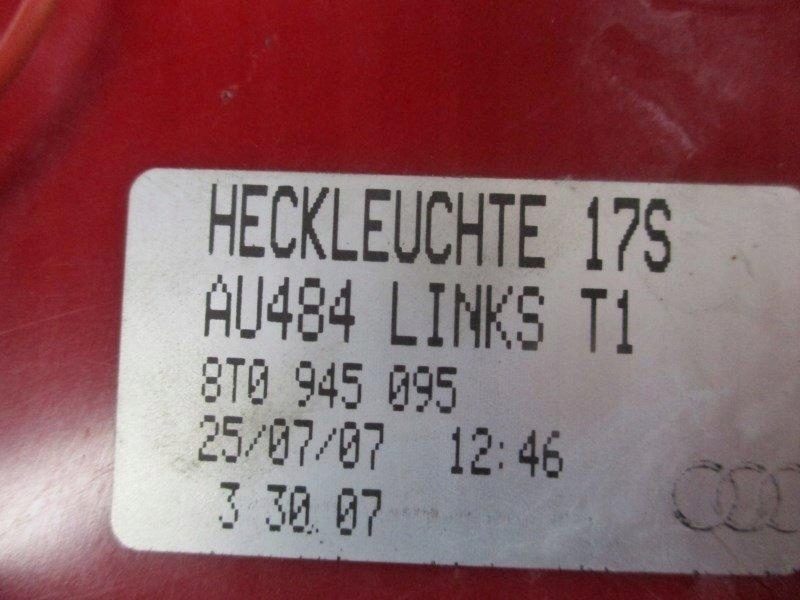 HECKLEUCHTE 17S
AU484 LINKS T1
8T0 945 095
25/07/07 12:46
3 30 07